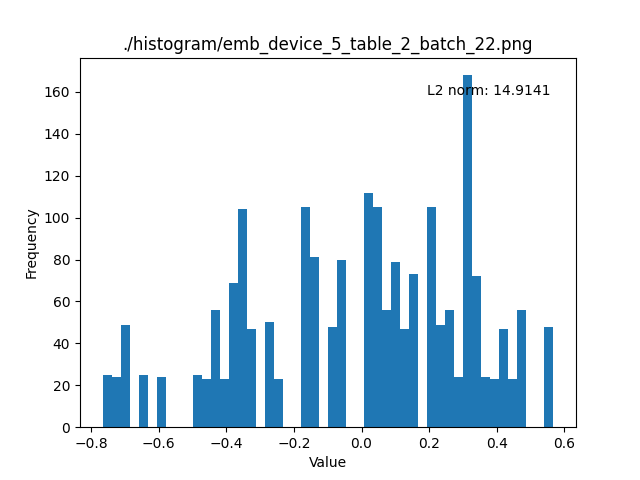 ./histogram/emb_device_5_table_2_batch_22.png
L2 norm: 14.9141
160
140
120
100
80
60
40
20
0
Frequency
−0.8 −0.6 −0.4 −0.2 0.0 0.2 0.4 0.6
Value